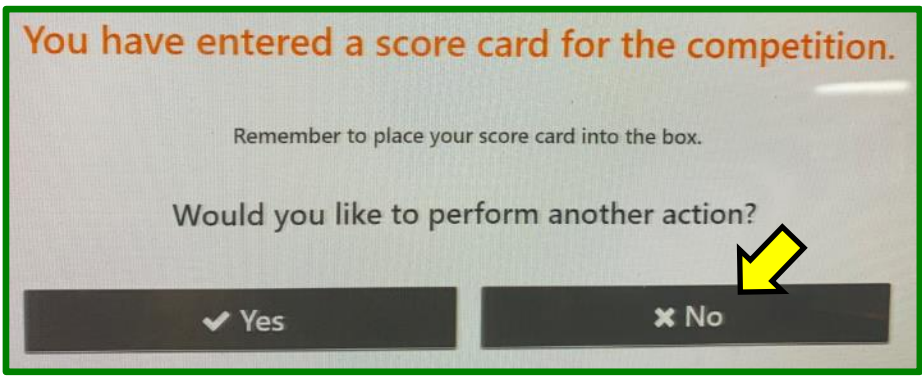 You have entered a score card for the competition.
Remember to place your score card into the box.
Would you like to perform another action?
✔ Yes
✖ No